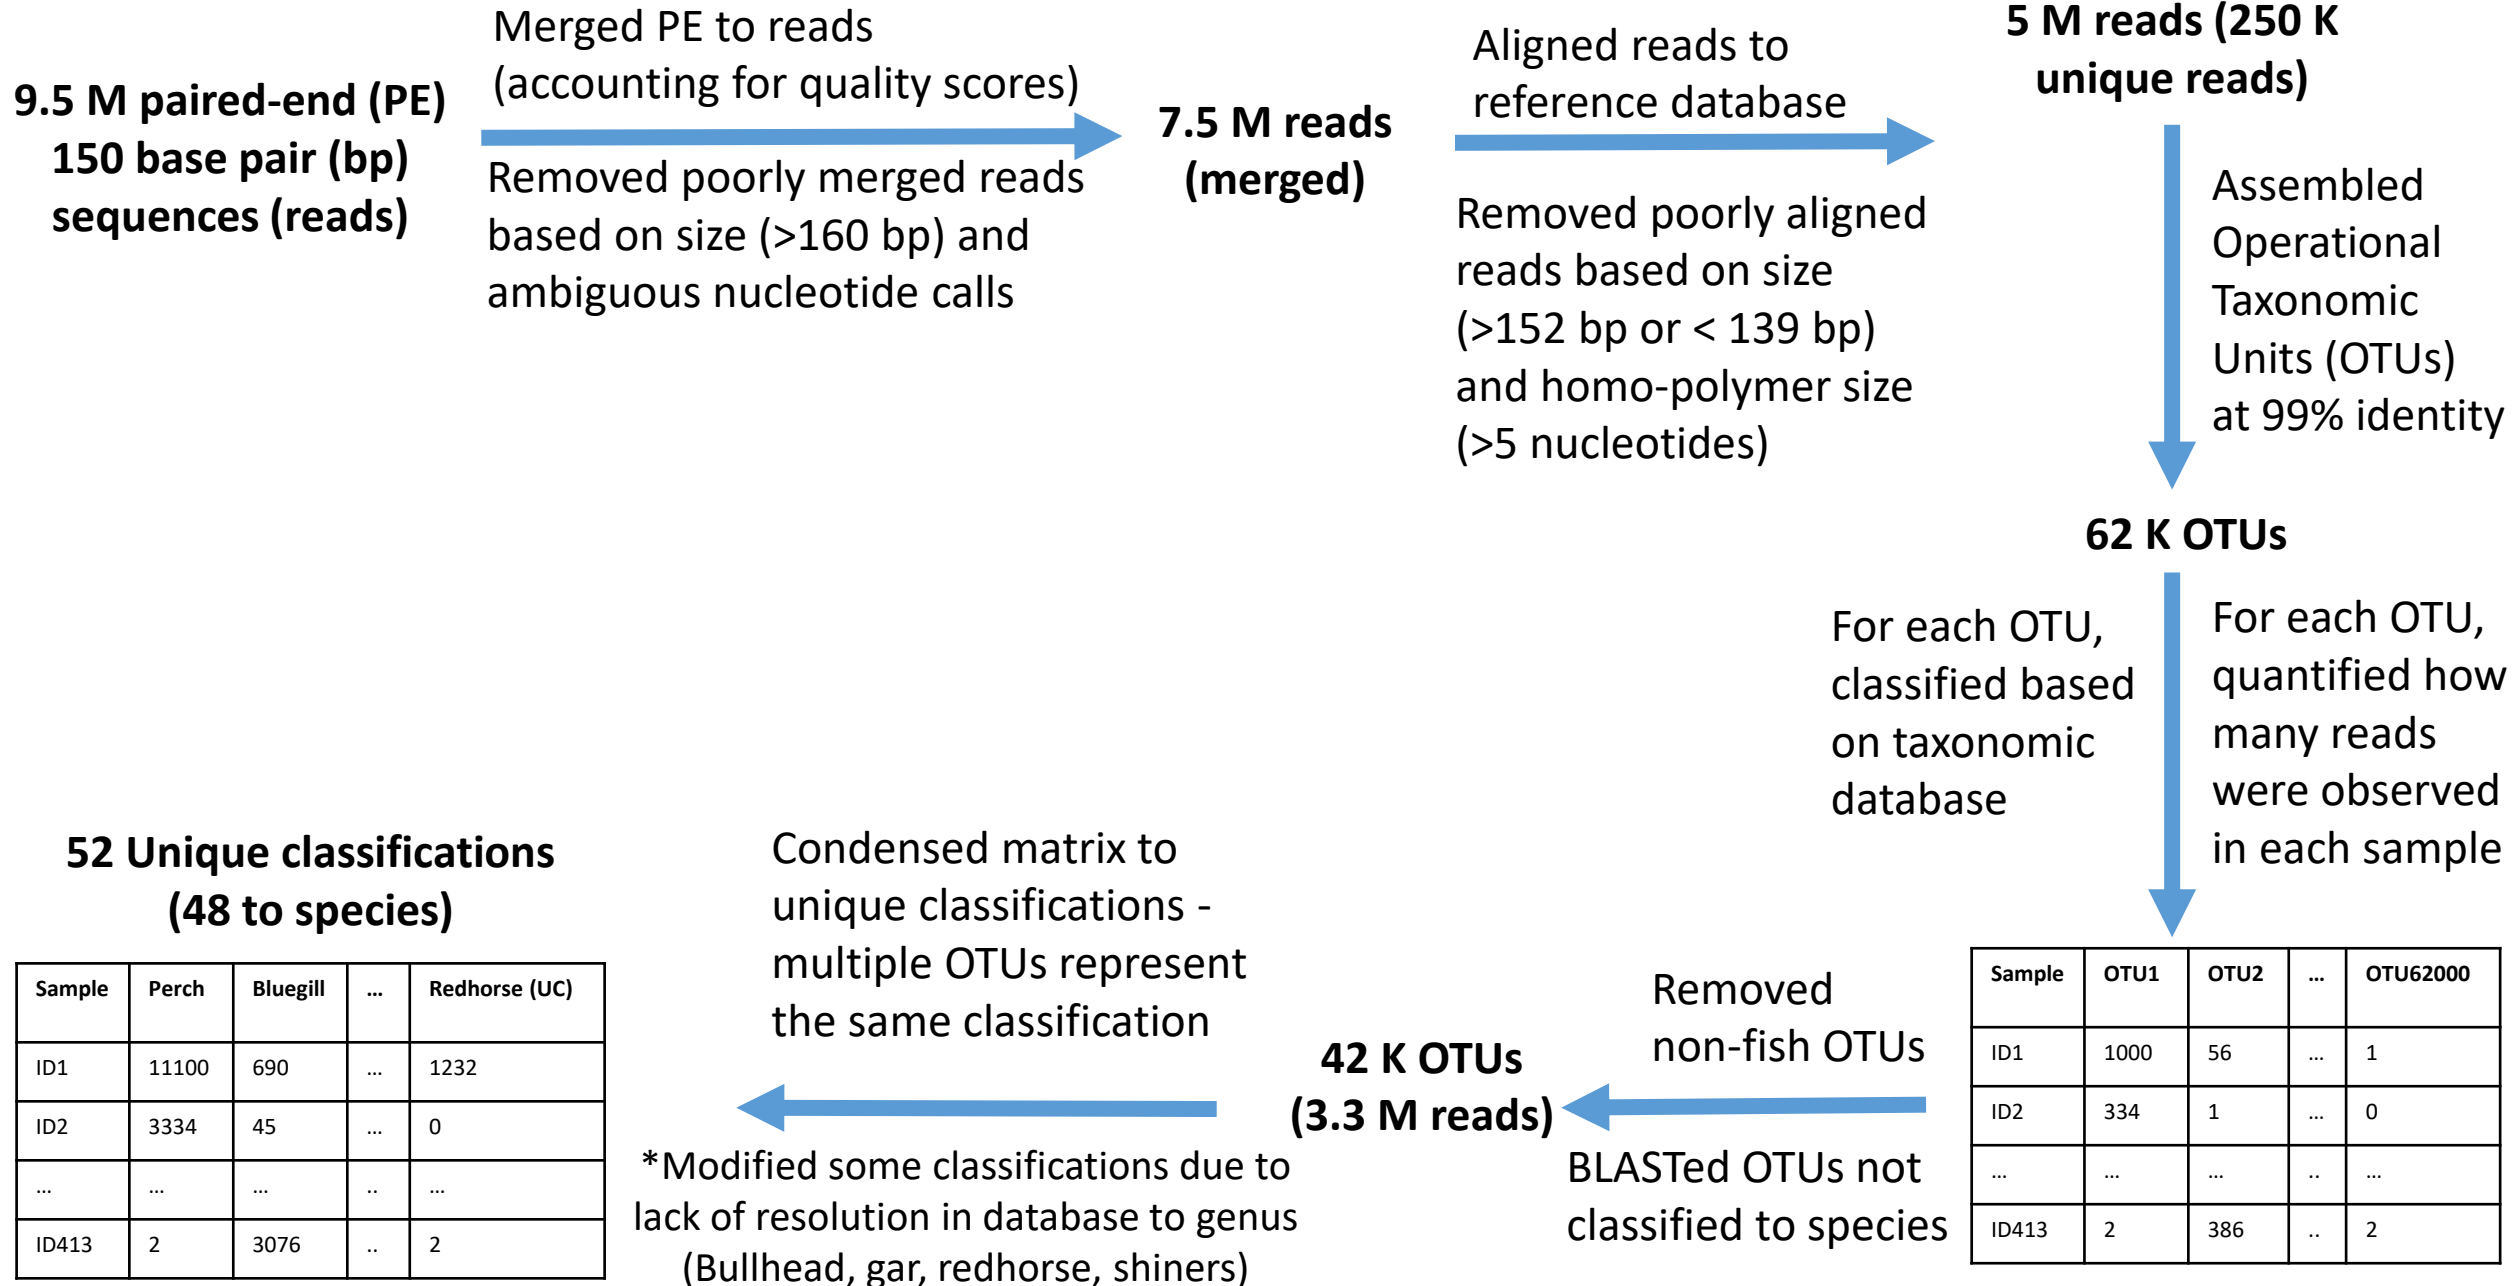 9.5 M paired-end (PE)
150 base pair (bp)
sequences (reads)
Merged PE to reads
(accounting for quality scores)
Removed poorly merged reads
based on size (>160 bp) and
ambiguous nucleotide calls
7.5 M reads
(merged)
Aligned reads to
reference database
Removed poorly aligned
reads based on size
(>152 bp or < 139 bp)
and homo-polymer size
(>5 nucleotides)
5 M reads (250 K
unique reads)
Assembled
Operational
Taxonomic
Units (OTUs)
at 99% identity
62 K OTUs
For each OTU,
classified based
on taxonomic
database
For each OTU,
quantified how
many reads
were observed
in each sample
Sample OTU1 OTU2 ... OTU62000
ID1 1000 56 ... 1
ID2 334 1 ... 0
... ... ... .. ...
ID413 2 386 .. 2
Removed
non-fish OTUs
BLASTed OTUs not
classified to species
42 K OTUs
(3.3 M reads)
Condensed matrix to
unique classifications -
multiple OTUs represent
the same classification
*Modified some classifications due to
lack of resolution in database to genus
(Bullhead, gar, redhorse, shiners)
52 Unique classifications
(48 to species)
Sample Perch Bluegill ... Redhorse (UC)
ID1 11100 690 ... 1232
ID2 3334 45 ... 0
... ... ... .. ...
ID413 2 3076 .. 2